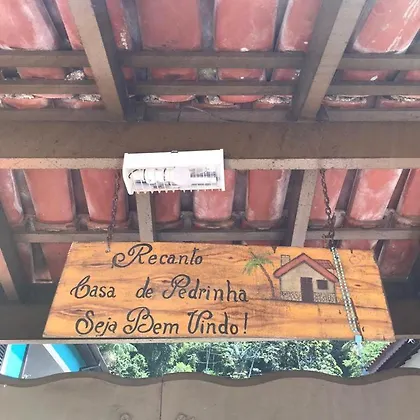 Recanto
Casa de Pedrinha
Seja Bem Vindo!